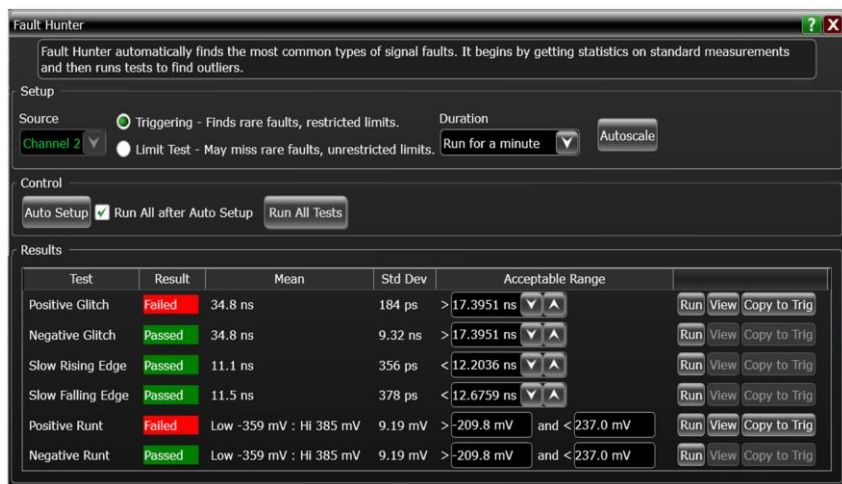 Fault Hunter ? X
Fault Hunter automatically finds the most common types of signal faults. It begins by getting statistics on standard measurements
and then runs tests to find outliers.
Setup
Source
Channel 2
Triggering - Finds rare faults, restricted limits.
Limit Test - May miss rare faults, unrestricted limits.
Duration
Run for a minute
Autoscale
Control
Auto Setup Run All after Auto Setup Run All Tests
Results
Test Result Mean Std Dev Acceptable Range
Positive Glitch Failed 34.8 ns 184 ps > 17.3951 ns Run View Copy to Trig
Negative Glitch Passed 34.8 ns 9.32 ns > 17.3951 ns Run View Copy to Trig
Slow Rising Edge Passed 11.1 ns 356 ps < 12.2036 ns Run View Copy to Trig
Slow Falling Edge Passed 11.5 ns 378 ps < 12.6759 ns Run View Copy to Trig
Positive Runt Failed Low -359 mV : Hi 385 mV 9.19 mV > -209.8 mV and < 237.0 mV Run View Copy to Trig
Negative Runt Passed Low -359 mV : Hi 385 mV 9.19 mV > -209.8 mV and < 237.0 mV Run View Copy to Trig